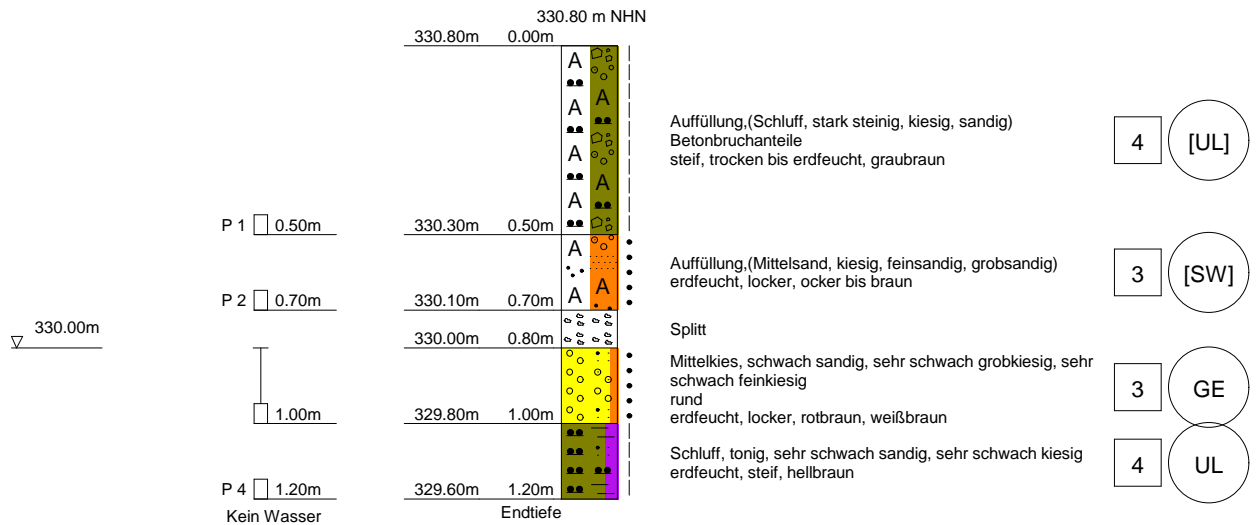 330.80 m NHN
330.80m 0.00m
A
A
A
A
A
A
Auffüllung,(Schluff, stark steinig, kiesig, sandig)
Betonbruchanteile
steif, trocken bis erdfeucht, graubraun
4 [UL]
P 1 0.50m 330.30m 0.50m
A
A
A
Auffüllung,(Mittelsand, kiesig, feinsandig, grobsandig)
erdfeucht, locker, ocker bis braun
3 [SW]
P 2 0.70m 330.10m 0.70m
Splitt
330.00m 330.00m 0.80m
Mittelkies, schwach sandig, sehr schwach grobkiesig, sehr
schwach feinkiesig
rund
erdfeucht, locker, rotbraun, weißbraun
3 GE
1.00m 329.80m 1.00m
Schluff, tonig, sehr schwach sandig, sehr schwach kiesig
erdfeucht, steif, hellbraun
4 UL
P 4 1.20m 329.60m 1.20m
Kein Wasser Endtiefe